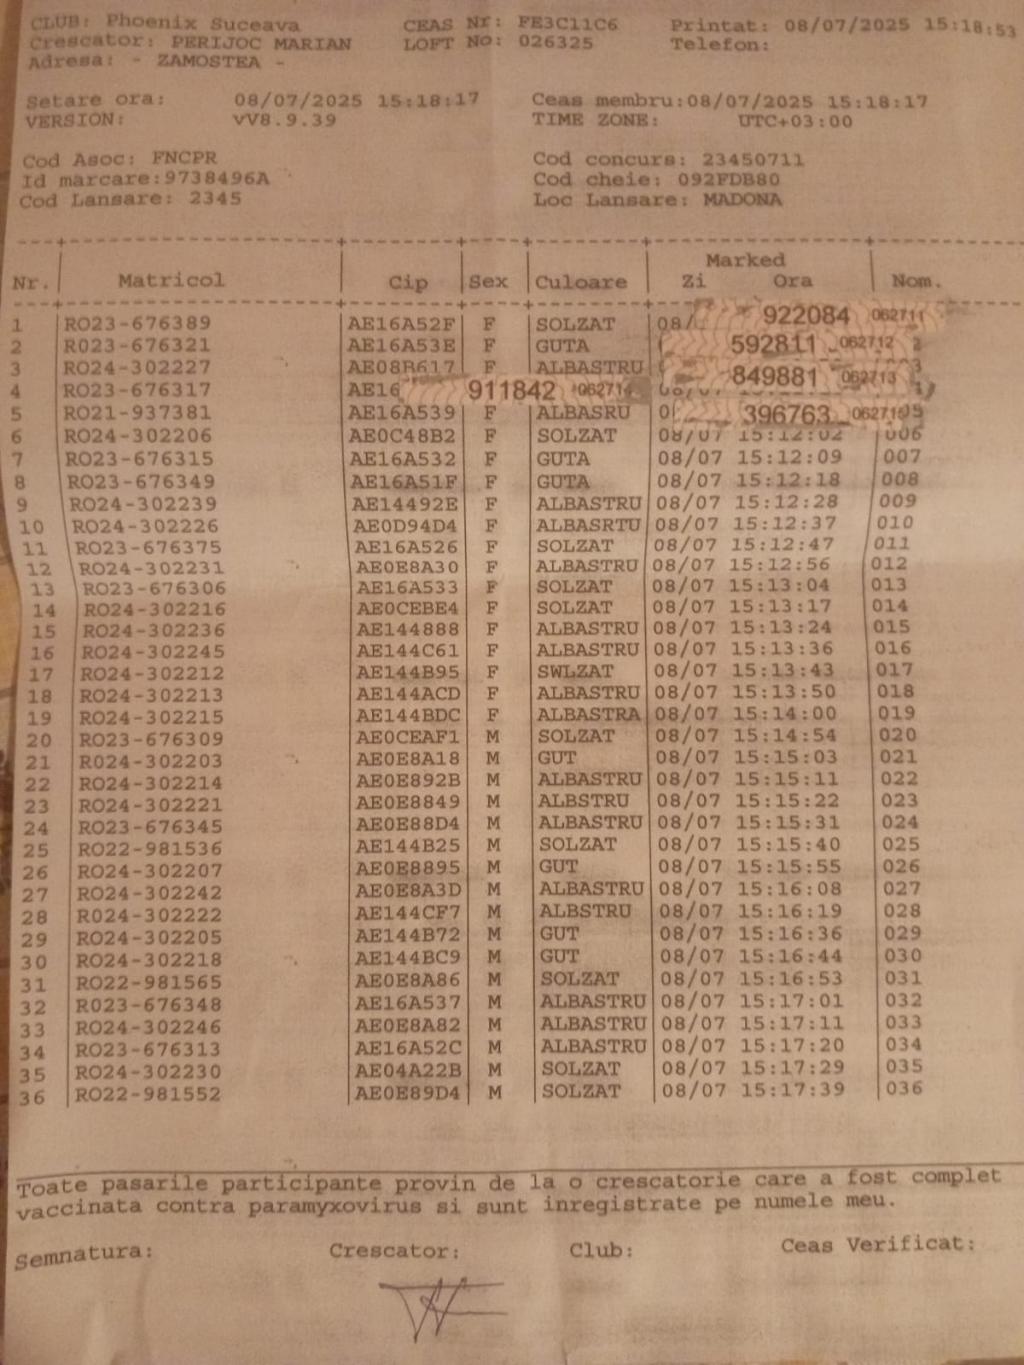 CLUB: Phoenix Suceava CEAS Nr: FE3C11C6 Printat: 08/07/2025 15:18:53
Crescator: PERIJOC MARIAN LOFT No: 026325 Telefon:
Adresa: - ZAMOSTEA -
Setare ora: 08/07/2025 15:18:17 Ceas membru:08/07/2025 15:18:17
VERSION: vV8.9.39 TIME ZONE: UTC+03:00
Cod Asoc: FNCPR Cod concurs: 23450711
Id marcare:9738496A Cod cheie: 092FDB80
Cod Lansare: 2345 Loc Lansare: MADONA
Marked
Nr. Matricol Cip Sex Culoare Zi Ora Nom.
1 RO23-676389 AE16A52F F SOLZAT 08/ 922084 062711
2 RO23-676321 AE16A53E F GUTA 592811 062712 2
3 RO24-302227 AE08B617 F ALBASTRU 849881 062713 3
4 RO23-676317 AE16 911842 06271
5 RO21-937381 AE16A539 F ALBASRU 0 396763 062715
6 RO24-302206 AE0C48B2 F SOLZAT 08/07 15:12:02 006
7 RO23-676315 AE16A532 F GUTA 08/07 15:12:09 007
8 RO23-676349 AE16A51F F GUTA 08/07 15:12:18 008
9 RO24-302239 AE14492E F ALBASTRU 08/07 15:12:28 009
10 RO24-302226 AE0D94D4 F ALBASRTU 08/07 15:12:37 010
11 RO23-676375 AE16A526 F SOLZAT 08/07 15:12:47 011
12 RO24-302231 AE0E8A30 F ALBASTRU 08/07 15:12:56 012
13 RO23-676306 AE16A533 F SOLZAT 08/07 15:13:04 013
14 RO24-302216 AE0CEBE4 F SOLZAT 08/07 15:13:17 014
15 RO24-302236 AE144888 F ALBASTRU 08/07 15:13:24 015
16 RO24-302245 AE144C61 F ALBASTRU 08/07 15:13:36 016
17 RO24-302212 AE144B95 F SWLZAT 08/07 15:13:43 017
18 RO24-302213 AE144ACD F ALBASTRU 08/07 15:13:50 018
19 RO24-302215 AE144BDC F ALBASTRA 08/07 15:14:00 019
20 RO23-676309 AE0CEAF1 M SOLZAT 08/07 15:14:54 020
21 RO24-302203 AE0E8A18 M GUT 08/07 15:15:03 021
22 RO24-302214 AE0E892B M ALBASTRU 08/07 15:15:11 022
23 RO24-302221 AE0E8849 M ALBSTRU 08/07 15:15:22 023
24 RO23-676345 AE0E88D4 M ALBASTRU 08/07 15:15:31 024
25 RO22-981536 AE144B25 M SOLZAT 08/07 15:15:40 025
26 RO24-302207 AE0E8895 M GUT 08/07 15:15:55 026
27 RO24-302242 AE0E8A3D M ALBASTRU 08/07 15:16:08 027
28 RO24-302222 AE144CF7 M ALBSTRU 08/07 15:16:19 028
29 RO24-302205 AE144B72 M GUT 08/07 15:16:36 029
30 RO24-302218 AE144BC9 M GUT 08/07 15:16:44 030
31 RO22-981565 AE0E8A86 M SOLZAT 08/07 15:16:53 031
32 RO23-676348 AE16A537 M ALBASTRU 08/07 15:17:01 032
33 RO24-302246 AE0E8A82 M ALBASTRU 08/07 15:17:11 033
34 RO23-676313 AE16A52C M ALBASTRU 08/07 15:17:20 034
35 RO24-302230 AE04A22B M SOLZAT 08/07 15:17:29 035
36 RO22-981552 AE0E89D4 M SOLZAT 08/07 15:17:39 036
Toate pasarile participante provin de la o crescatorie care a fost complet
vaccinata contra paramyxovirus si sunt inregistrate pe numele meu.
Semnatura: Crescator: Club: Ceas Verificat: